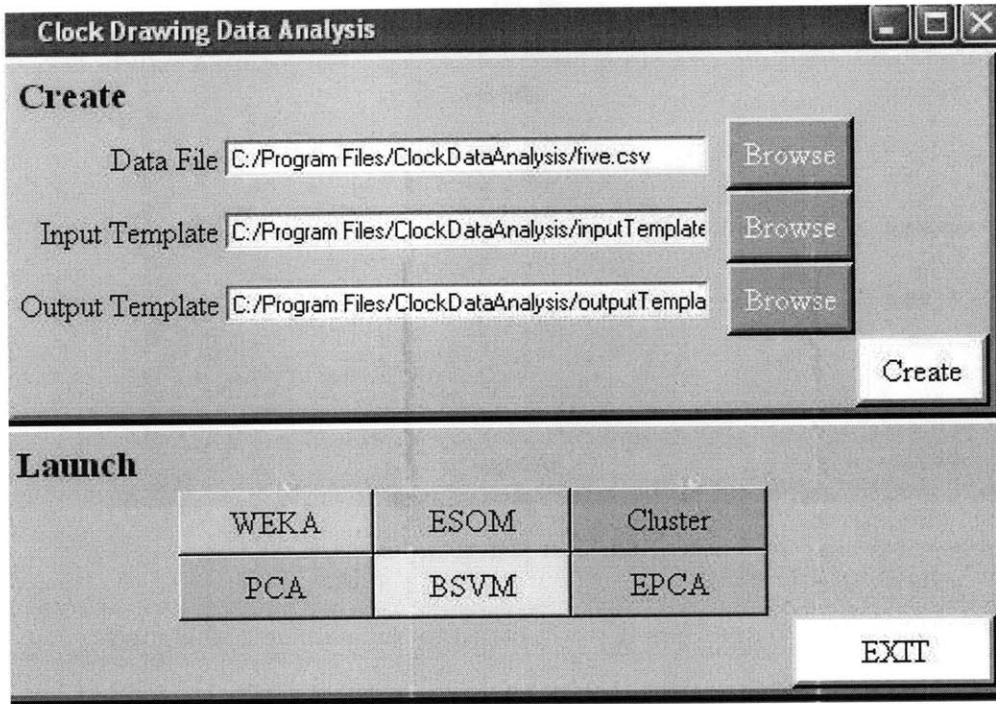 Clock Drawing Data Analysis
Create
Data File C:/Program Files/ClockDataAnalysis/five.csv Browse
Input Template C:/Program Files/ClockDataAnalysis/inputTemplate Browse
Output Template C:/Program Files/ClockDataAnalysis/outputTempla Browse
Create
Launch
WEKA ESOM Cluster
PCA BSVM EPCA
EXIT